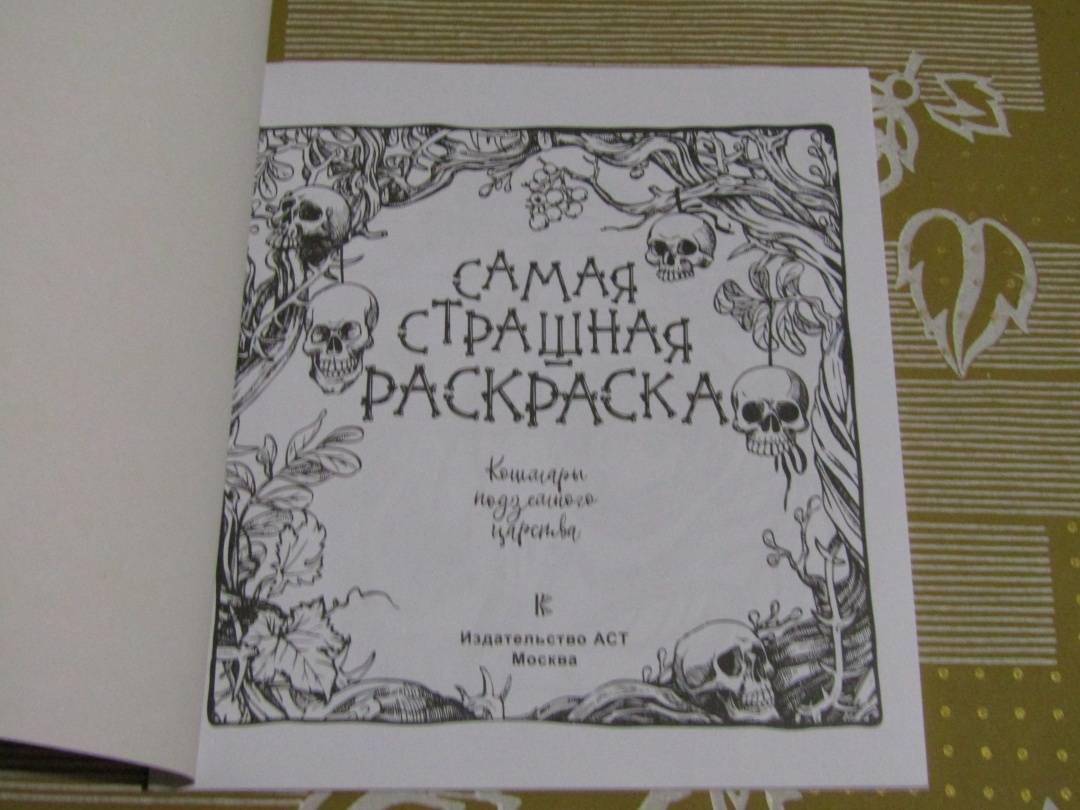 САМАЯ
СТРАШНАЯ
РАСКРАСКА
Кошмары
подземного
царства
Издательство АСТ
Москва